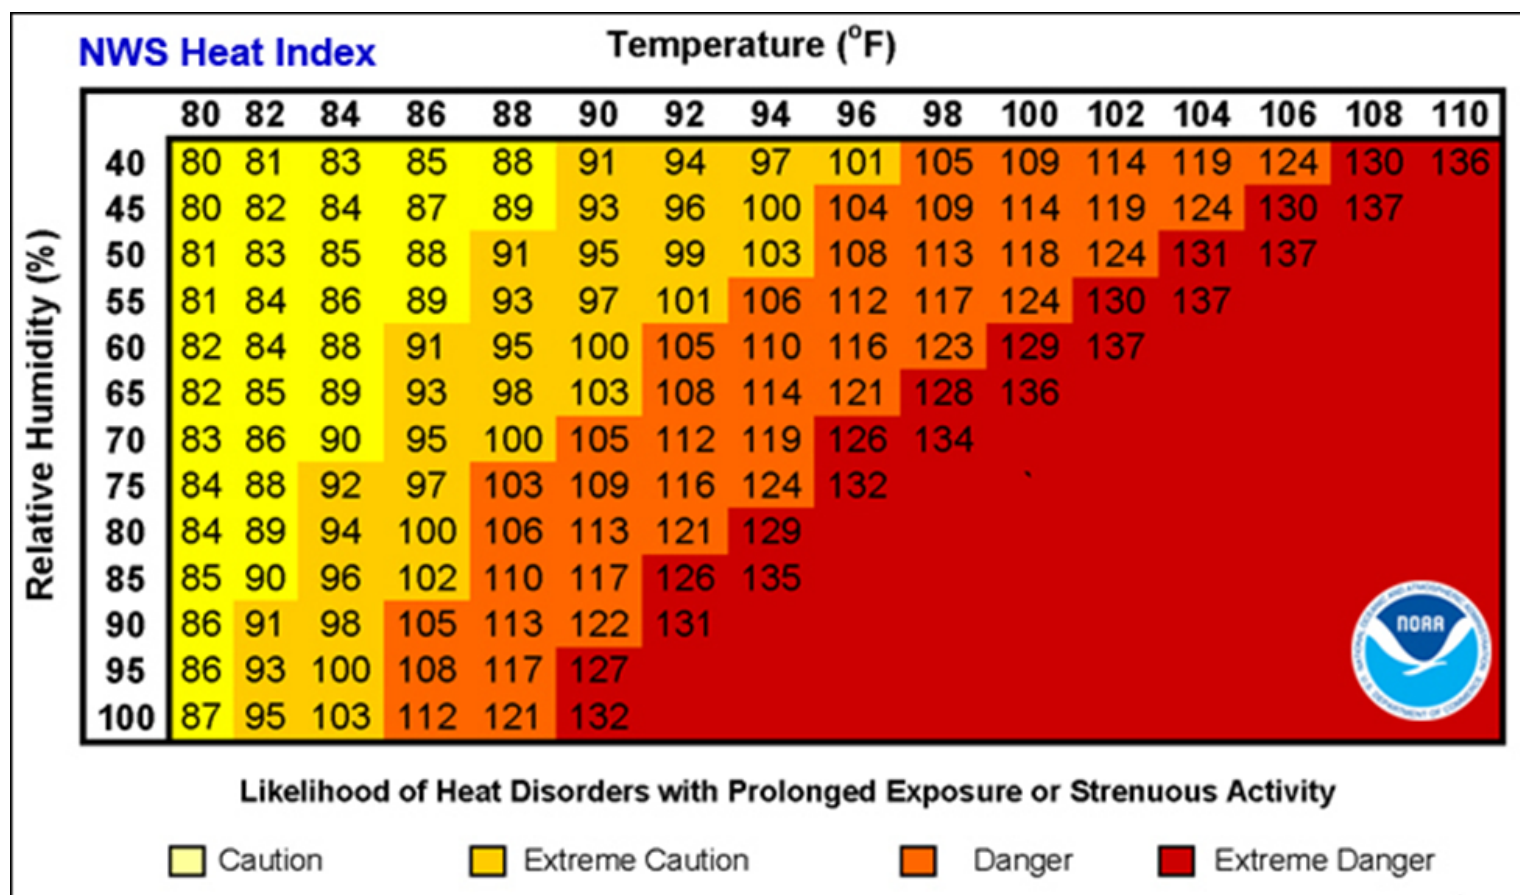 NWS Heat Index
Temperature (°F)
80 82 84 86 88 90 92 94 96 98 100 102 104 106 108 110
Relative Humidity (%)
40 80 81 83 85 88 91 94 97 101 105 109 114 119 124 130 136
45 80 82 84 87 89 93 96 100 104 109 114 119 124 130 137
50 81 83 85 88 91 95 99 103 108 113 118 124 131 137
55 81 84 86 89 93 97 101 106 112 117 124 130 137
60 82 84 88 91 95 100 105 110 116 123 129 137
65 82 85 89 93 98 103 108 114 121 128 136
70 83 86 90 95 100 105 112 119 126 134
75 84 88 92 97 103 109 116 124 132
80 84 89 94 100 106 113 121 129
85 85 90 96 102 110 117 126 135
90 86 91 98 105 113 122 131
95 86 93 100 108 117 127
100 87 95 103 112 121 132
NATIONAL OCEANIC AND ATMOSPHERIC ADMINISTRATION
NOAA
U.S. DEPARTMENT OF COMMERCE
Likelihood of Heat Disorders with Prolonged Exposure or Strenuous Activity
Caution
Extreme Caution
Danger
Extreme Danger